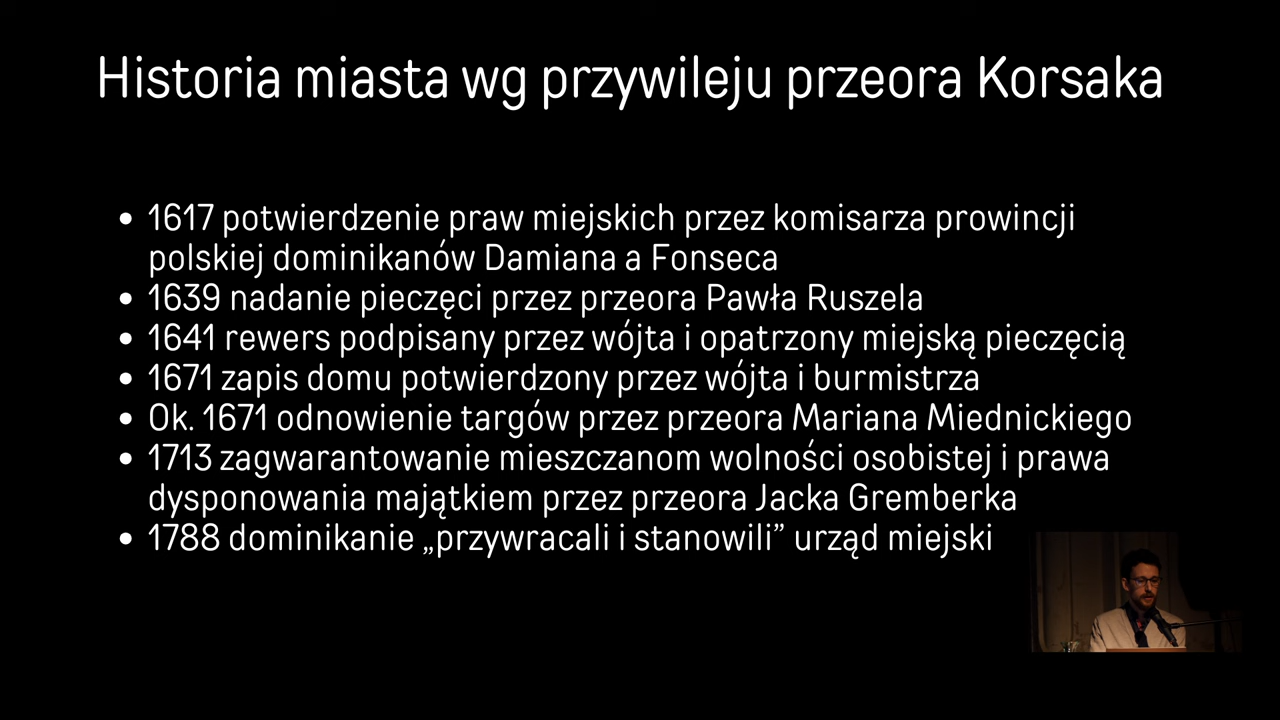 Historia miasta wg przywileju przeora Korsaka
• 1617 potwierdzenie praw miejskich przez komisarza prowincji
polskiej dominikanów Damiana a Fonseca
• 1639 nadanie pieczęci przez przeora Pawła Ruszela
• 1641 rewers podpisany przez wójta i opatrzony miejską pieczęcią
• 1671 zapis domu potwierdzony przez wójta i burmistrza
• Ok. 1671 odnowienie targów przez przeora Mariana Miednickiego
• 1713 zagwarantowanie mieszczanom wolności osobistej i prawa
dysponowania majątkiem przez przeora Jacka Gremberka
• 1788 dominikanie „przywracali i stanowili” urząd miejski